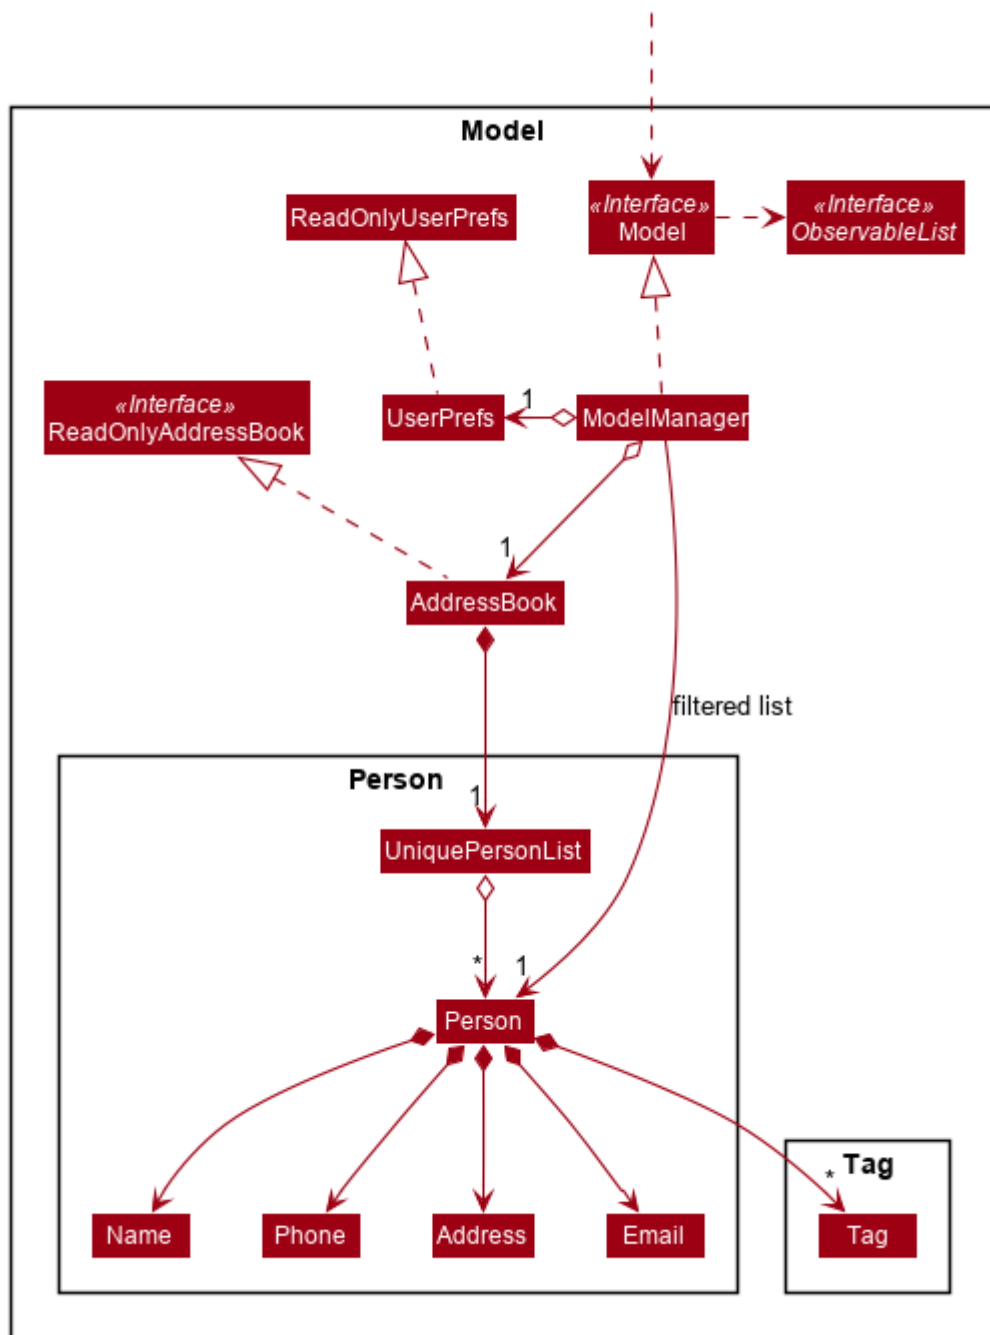 Model
«Interface»
Model
«Interface»
ObservableList
ReadOnlyUserPrefs
«Interface»
ReadOnlyAddressBook
UserPrefs
1
ModelManager
1
AddressBook
filtered list
Person
1
UniquePersonList
*
1
Person
Tag
*
Name
Phone
Address
Email
Tag